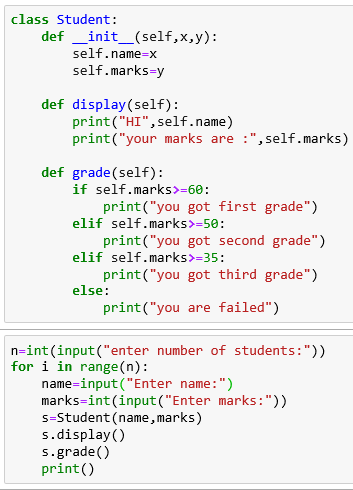 class Student:
    def __init__(self,x,y):
        self.name=x
        self.marks=y

    def display(self):
        print("HI",self.name)
        print("your marks are :",self.marks)

    def grade(self):
        if self.marks>=60:
            print("you got first grade")
        elif self.marks>=50:
            print("you got second grade")
        elif self.marks>=35:
            print("you got third grade")
        else:
            print("you are failed")

n=int(input("enter number of students:"))
for i in range(n):
    name=input("Enter name:")
    marks=int(input("Enter marks:"))
    s=Student(name,marks)
    s.display()
    s.grade()
    print()